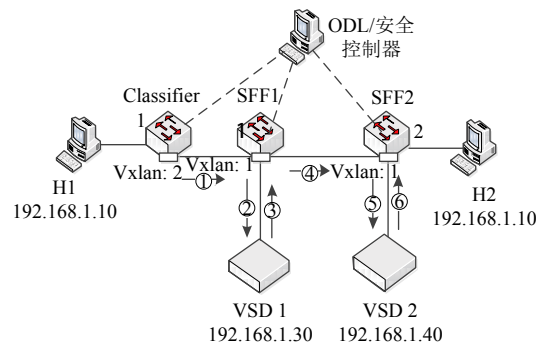 ODL/安全
控制器
Classifier
SFF1
SFF2
1
1
2
Vxlan: 2
①
Vxlan: 1
④
Vxlan: 1
②
③
⑤
⑥
H1
192.168.1.10
H2
192.168.1.10
VSD 1
192.168.1.30
VSD 2
192.168.1.40